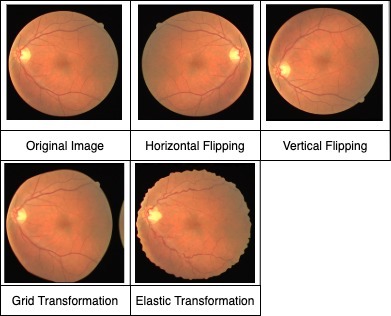 Original Image
Horizontal Flipping
Vertical Flipping
Grid Transformation
Elastic Transformation